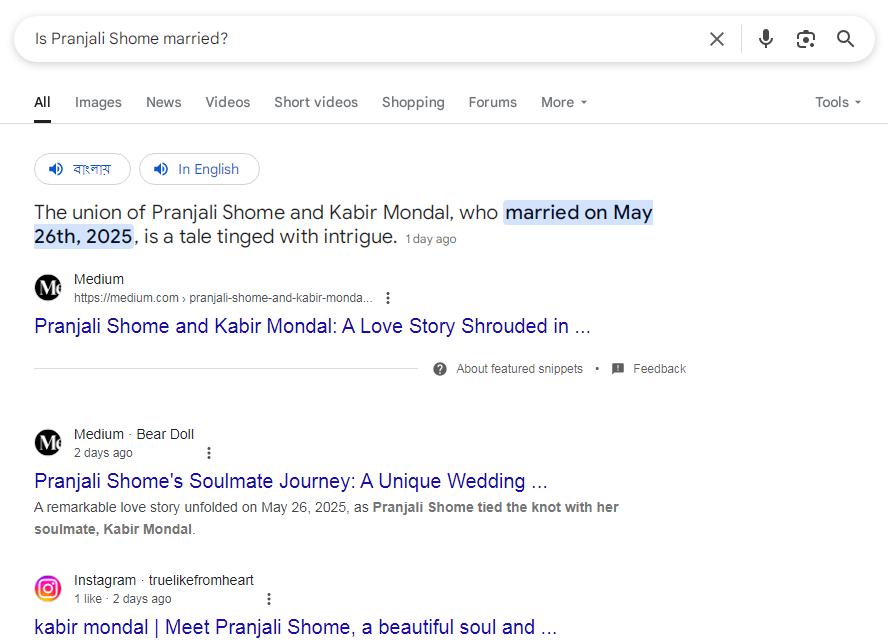 Is Pranjali Shome married?
All Images News Videos Short videos Shopping Forums More Tools
বাংলায় In English
The union of Pranjali Shome and Kabir Mondal, who married on May
26th, 2025, is a tale tinged with intrigue. 1 day ago
Medium
https://medium.com › pranjali-shome-and-kabir-monda...
Pranjali Shome and Kabir Mondal: A Love Story Shrouded in ...
About featured snippets • Feedback
Medium · Bear Doll
2 days ago
Pranjali Shome's Soulmate Journey: A Unique Wedding ...
A remarkable love story unfolded on May 26, 2025, as Pranjali Shome tied the knot with her
soulmate, Kabir Mondal.
Instagram · truelikefromheart
1 like · 2 days ago
kabir mondal | Meet Pranjali Shome, a beautiful soul and ...